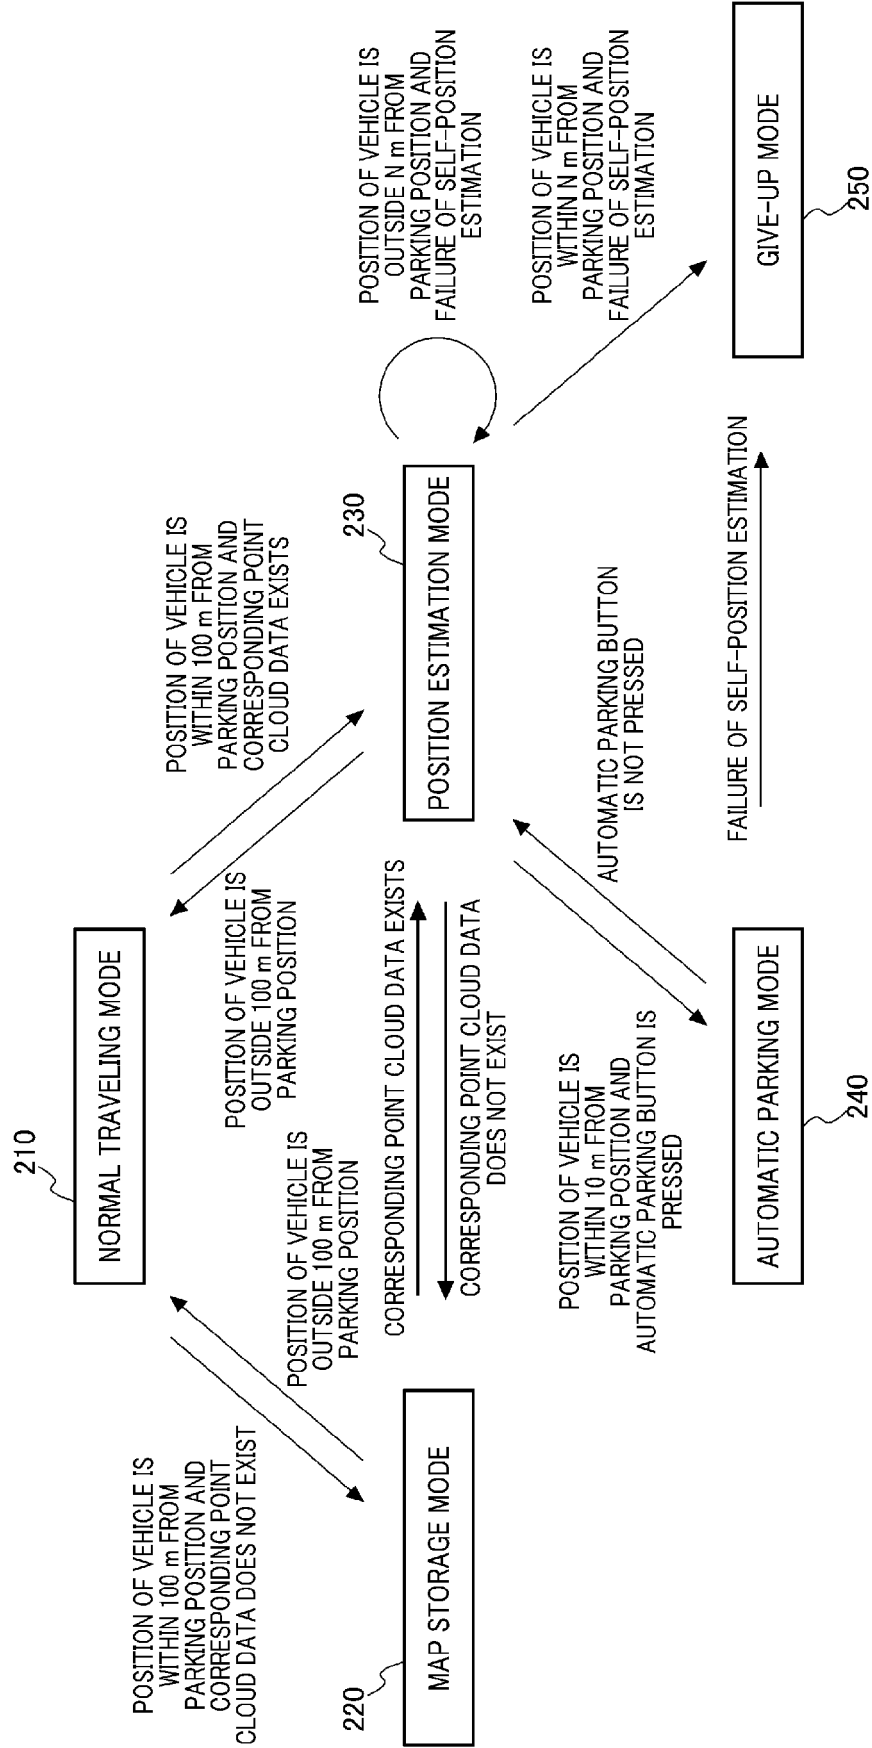 210
NORMAL TRAVELING MODE
POSITION OF VEHICLE IS
WITHIN 100 m FROM
PARKING POSITION AND
CORRESPONDING POINT
CLOUD DATA DOES NOT EXIST
POSITION OF VEHICLE IS
OUTSIDE 100 m FROM
PARKING POSITION
POSITION OF VEHICLE IS
OUTSIDE 100 m FROM
PARKING POSITION
POSITION OF VEHICLE IS
WITHIN 100 m FROM
PARKING POSITION AND
CORRESPONDING POINT
CLOUD DATA EXISTS
220
MAP STORAGE MODE
CORRESPONDING POINT CLOUD DATA EXISTS
CORRESPONDING POINT CLOUD DATA
DOES NOT EXIST
230
POSITION ESTIMATION MODE
POSITION OF VEHICLE IS
OUTSIDE N m FROM
PARKING POSITION AND
FAILURE OF SELF-POSITION
ESTIMATION
POSITION OF VEHICLE IS
WITHIN 10 m FROM
PARKING POSITION AND
AUTOMATIC PARKING BUTTON IS
PRESSED
AUTOMATIC PARKING BUTTON
IS NOT PRESSED
POSITION OF VEHICLE IS
WITHIN N m FROM
PARKING POSITION AND
FAILURE OF SELF-POSITION
ESTIMATION
AUTOMATIC PARKING MODE
240
FAILURE OF SELF-POSITION ESTIMATION
GIVE-UP MODE
250